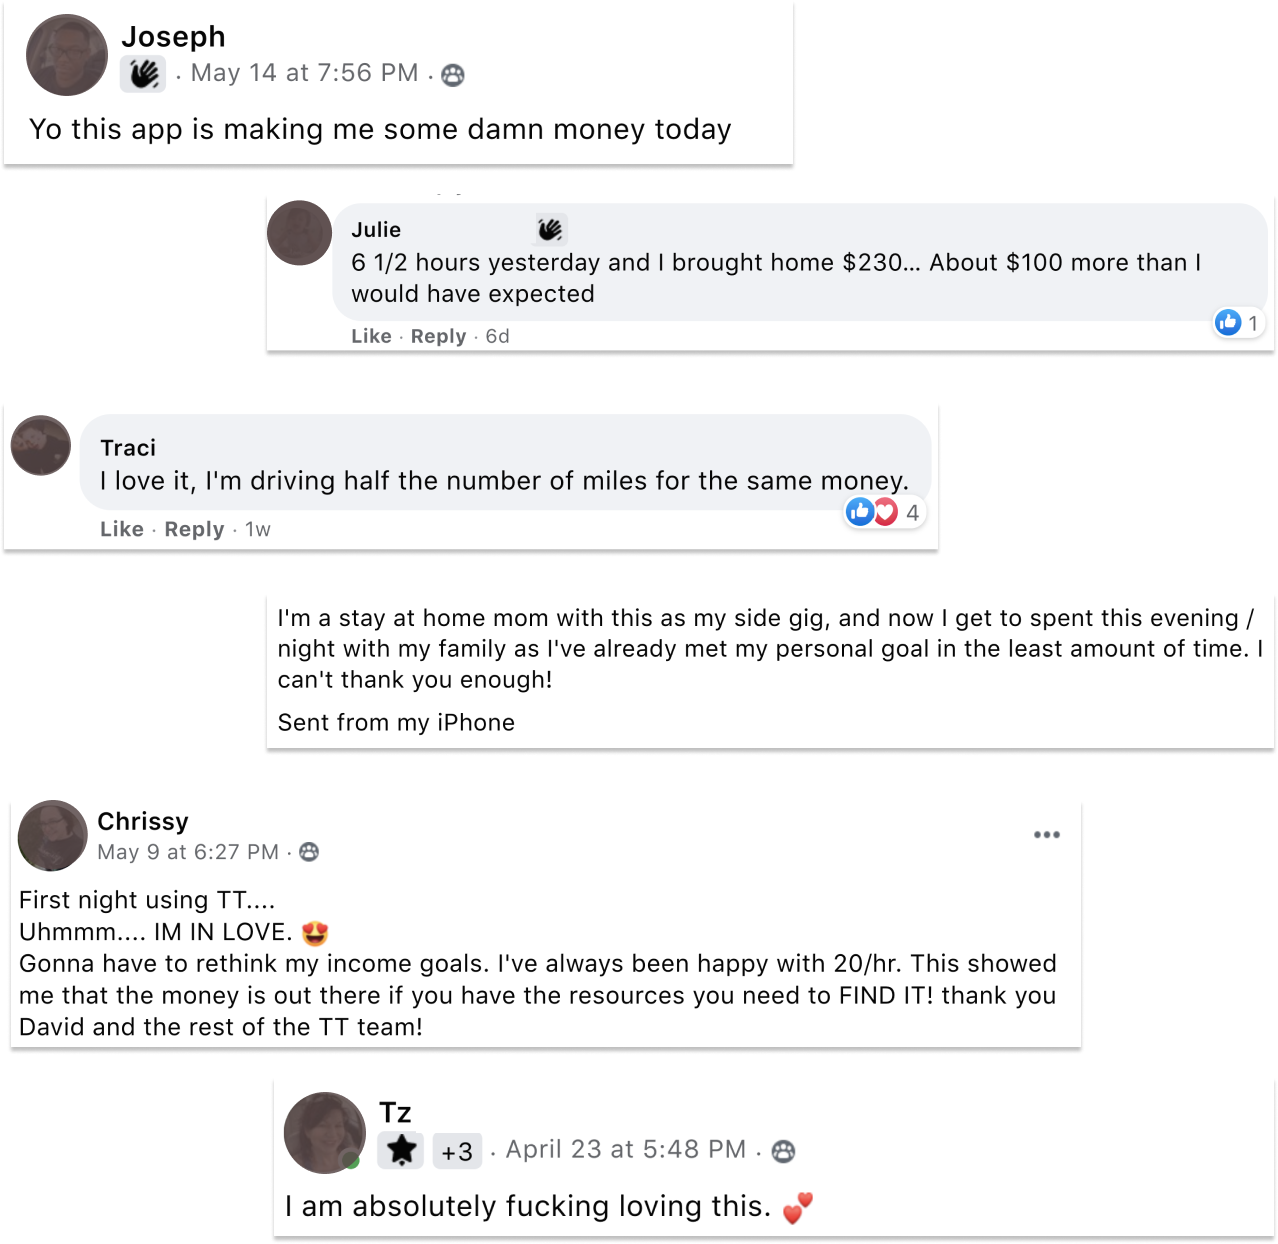 Joseph
· May 14 at 7:56 PM ·
Yo this app is making me some damn money today
Julie
6 1/2 hours yesterday and I brought home $230... About $100 more than I
would have expected
Like · Reply · 6d
1
Traci
I love it, I'm driving half the number of miles for the same money.
4
Like · Reply · 1w
I'm a stay at home mom with this as my side gig, and now I get to spent this evening /
night with my family as I've already met my personal goal in the least amount of time. I
can't thank you enough!
Sent from my iPhone
Chrissy
May 9 at 6:27 PM ·
First night using TT....
Uhmmm.... IM IN LOVE. 😍
Gonna have to rethink my income goals. I've always been happy with 20/hr. This showed
me that the money is out there if you have the resources you need to FIND IT! thank you
David and the rest of the TT team!
Tz
+3 · April 23 at 5:48 PM ·
I am absolutely fucking loving this. 💕